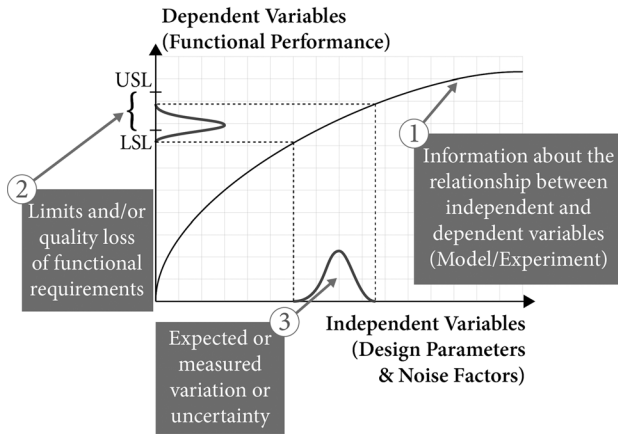 Dependent Variables
(Functional Performance)
USL
{
LSL
1
Information about the
relationship between
independent and
dependent variables
(Model/Experiment)
2
Limits and/or
quality loss
of functional
requirements
3
Expected or
measured
variation or
uncertainty
Independent Variables
(Design Parameters
& Noise Factors)